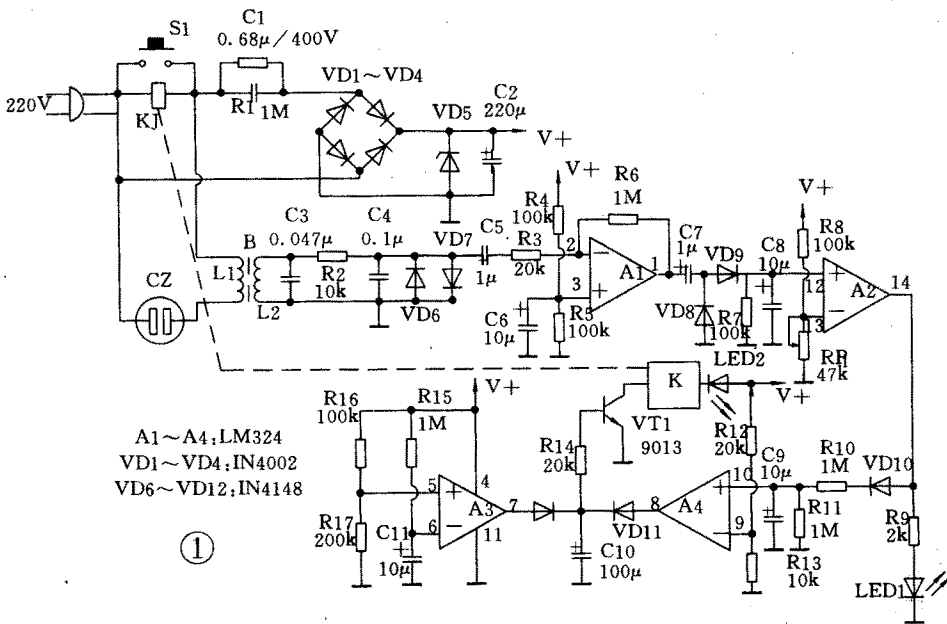 S1
C1
0.68μ/400V
220V
KJ
R1
1M
VD1～VD4
VD5
C2
220μ
V+
C3
0.047μ
B
L1
L2
R2
10k
C4
0.1μ
VD7
VD6
C5
1μ
R3
20k
R4
100k
R6
1M
2
3
1
A1
C6
10μ
R5
100k
C7
1μ
VD9
VD8
R7
100k
C8
10μ
V+
R8
100k
12
13
14
A2
RP
47k
CZ
K
LED2
V+
VT1
9013
R12
20k
R14
20k
R16
100k
R15
1M
V+
A1～A4:LM324
VD1～VD4:IN4002
VD6～VD12:IN4148
①
R17
200k
C11
10μ
5
6
4
11
7
A3
C10
100μ
VD11
8
A4
10
9
C9
10μ
R10
1M
VD10
R11
1M
R13
10k
R9
2k
LED1
V+